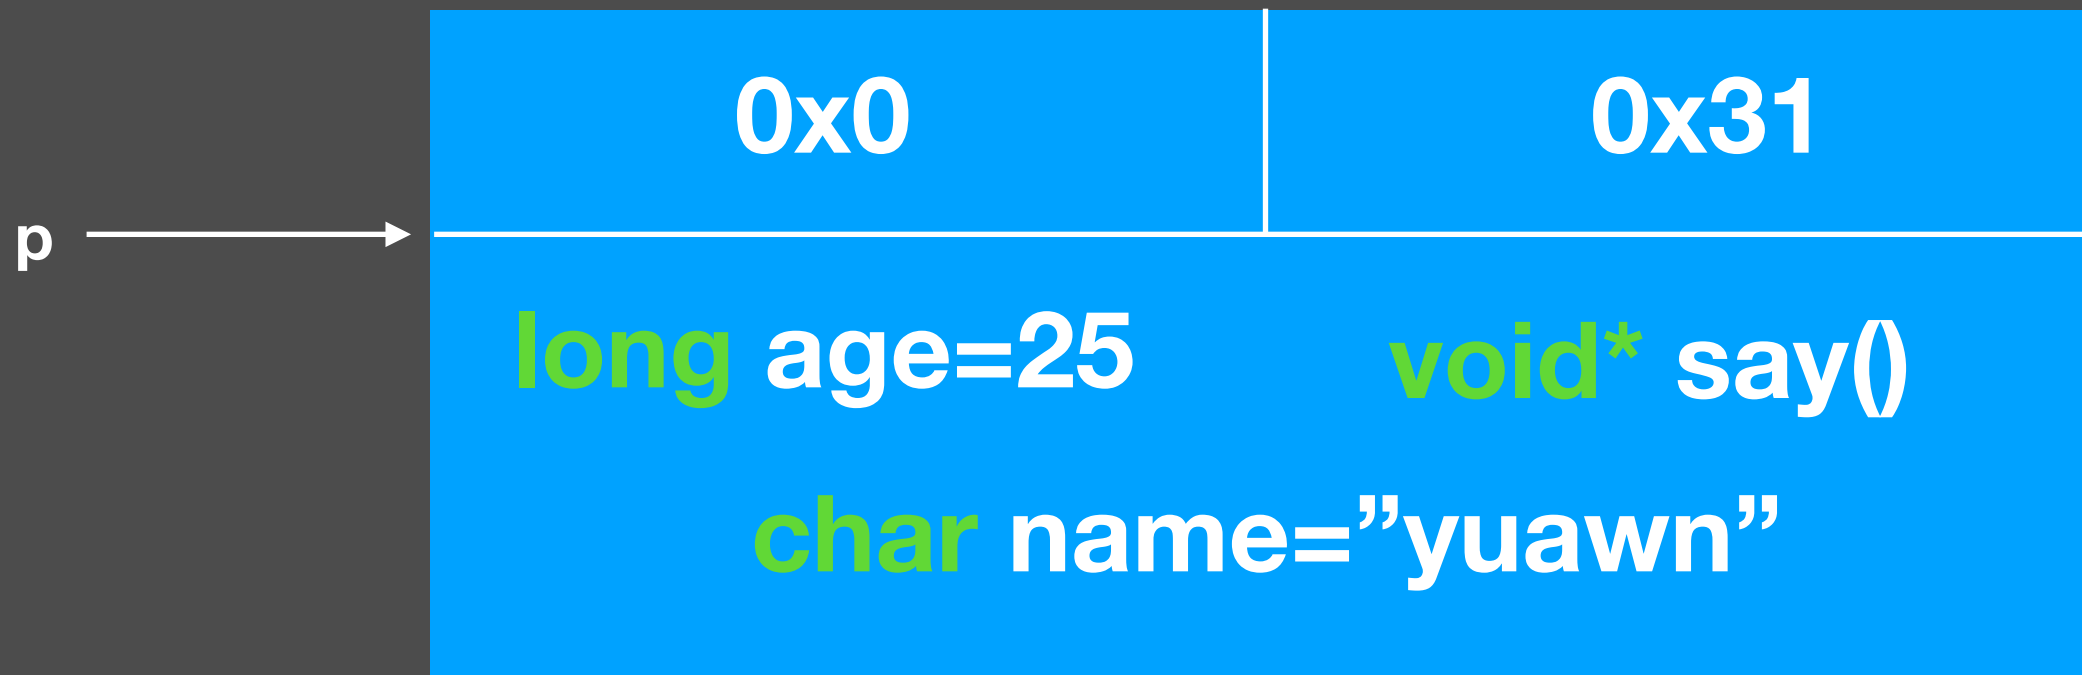 0x0 0x31
p
long age=25 void* say()
char name=”yuawn”